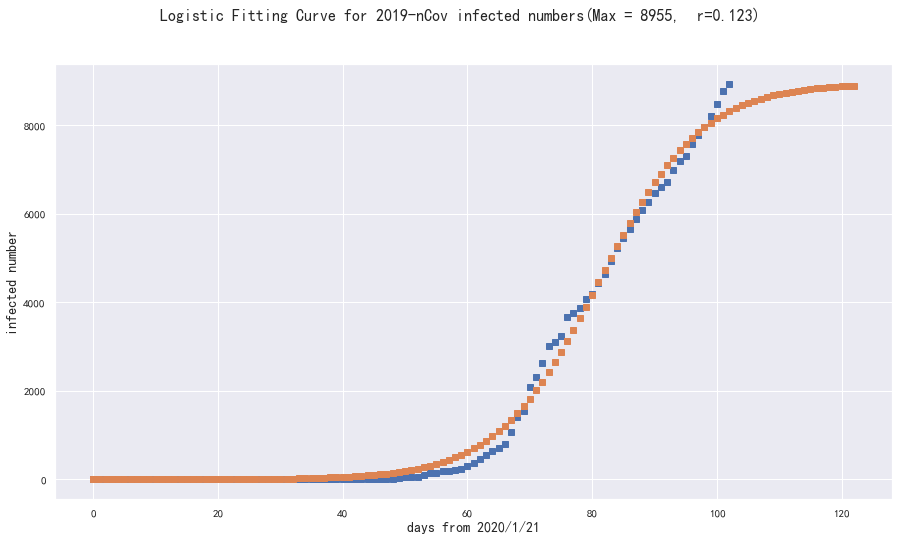 Logistic Fitting Curve for 2019-nCov infected numbers(Max = 8955,  r=0.123)
8000
6000
4000
2000
0
infected number
0 20 40 60 80 100 120
days from 2020/1/21